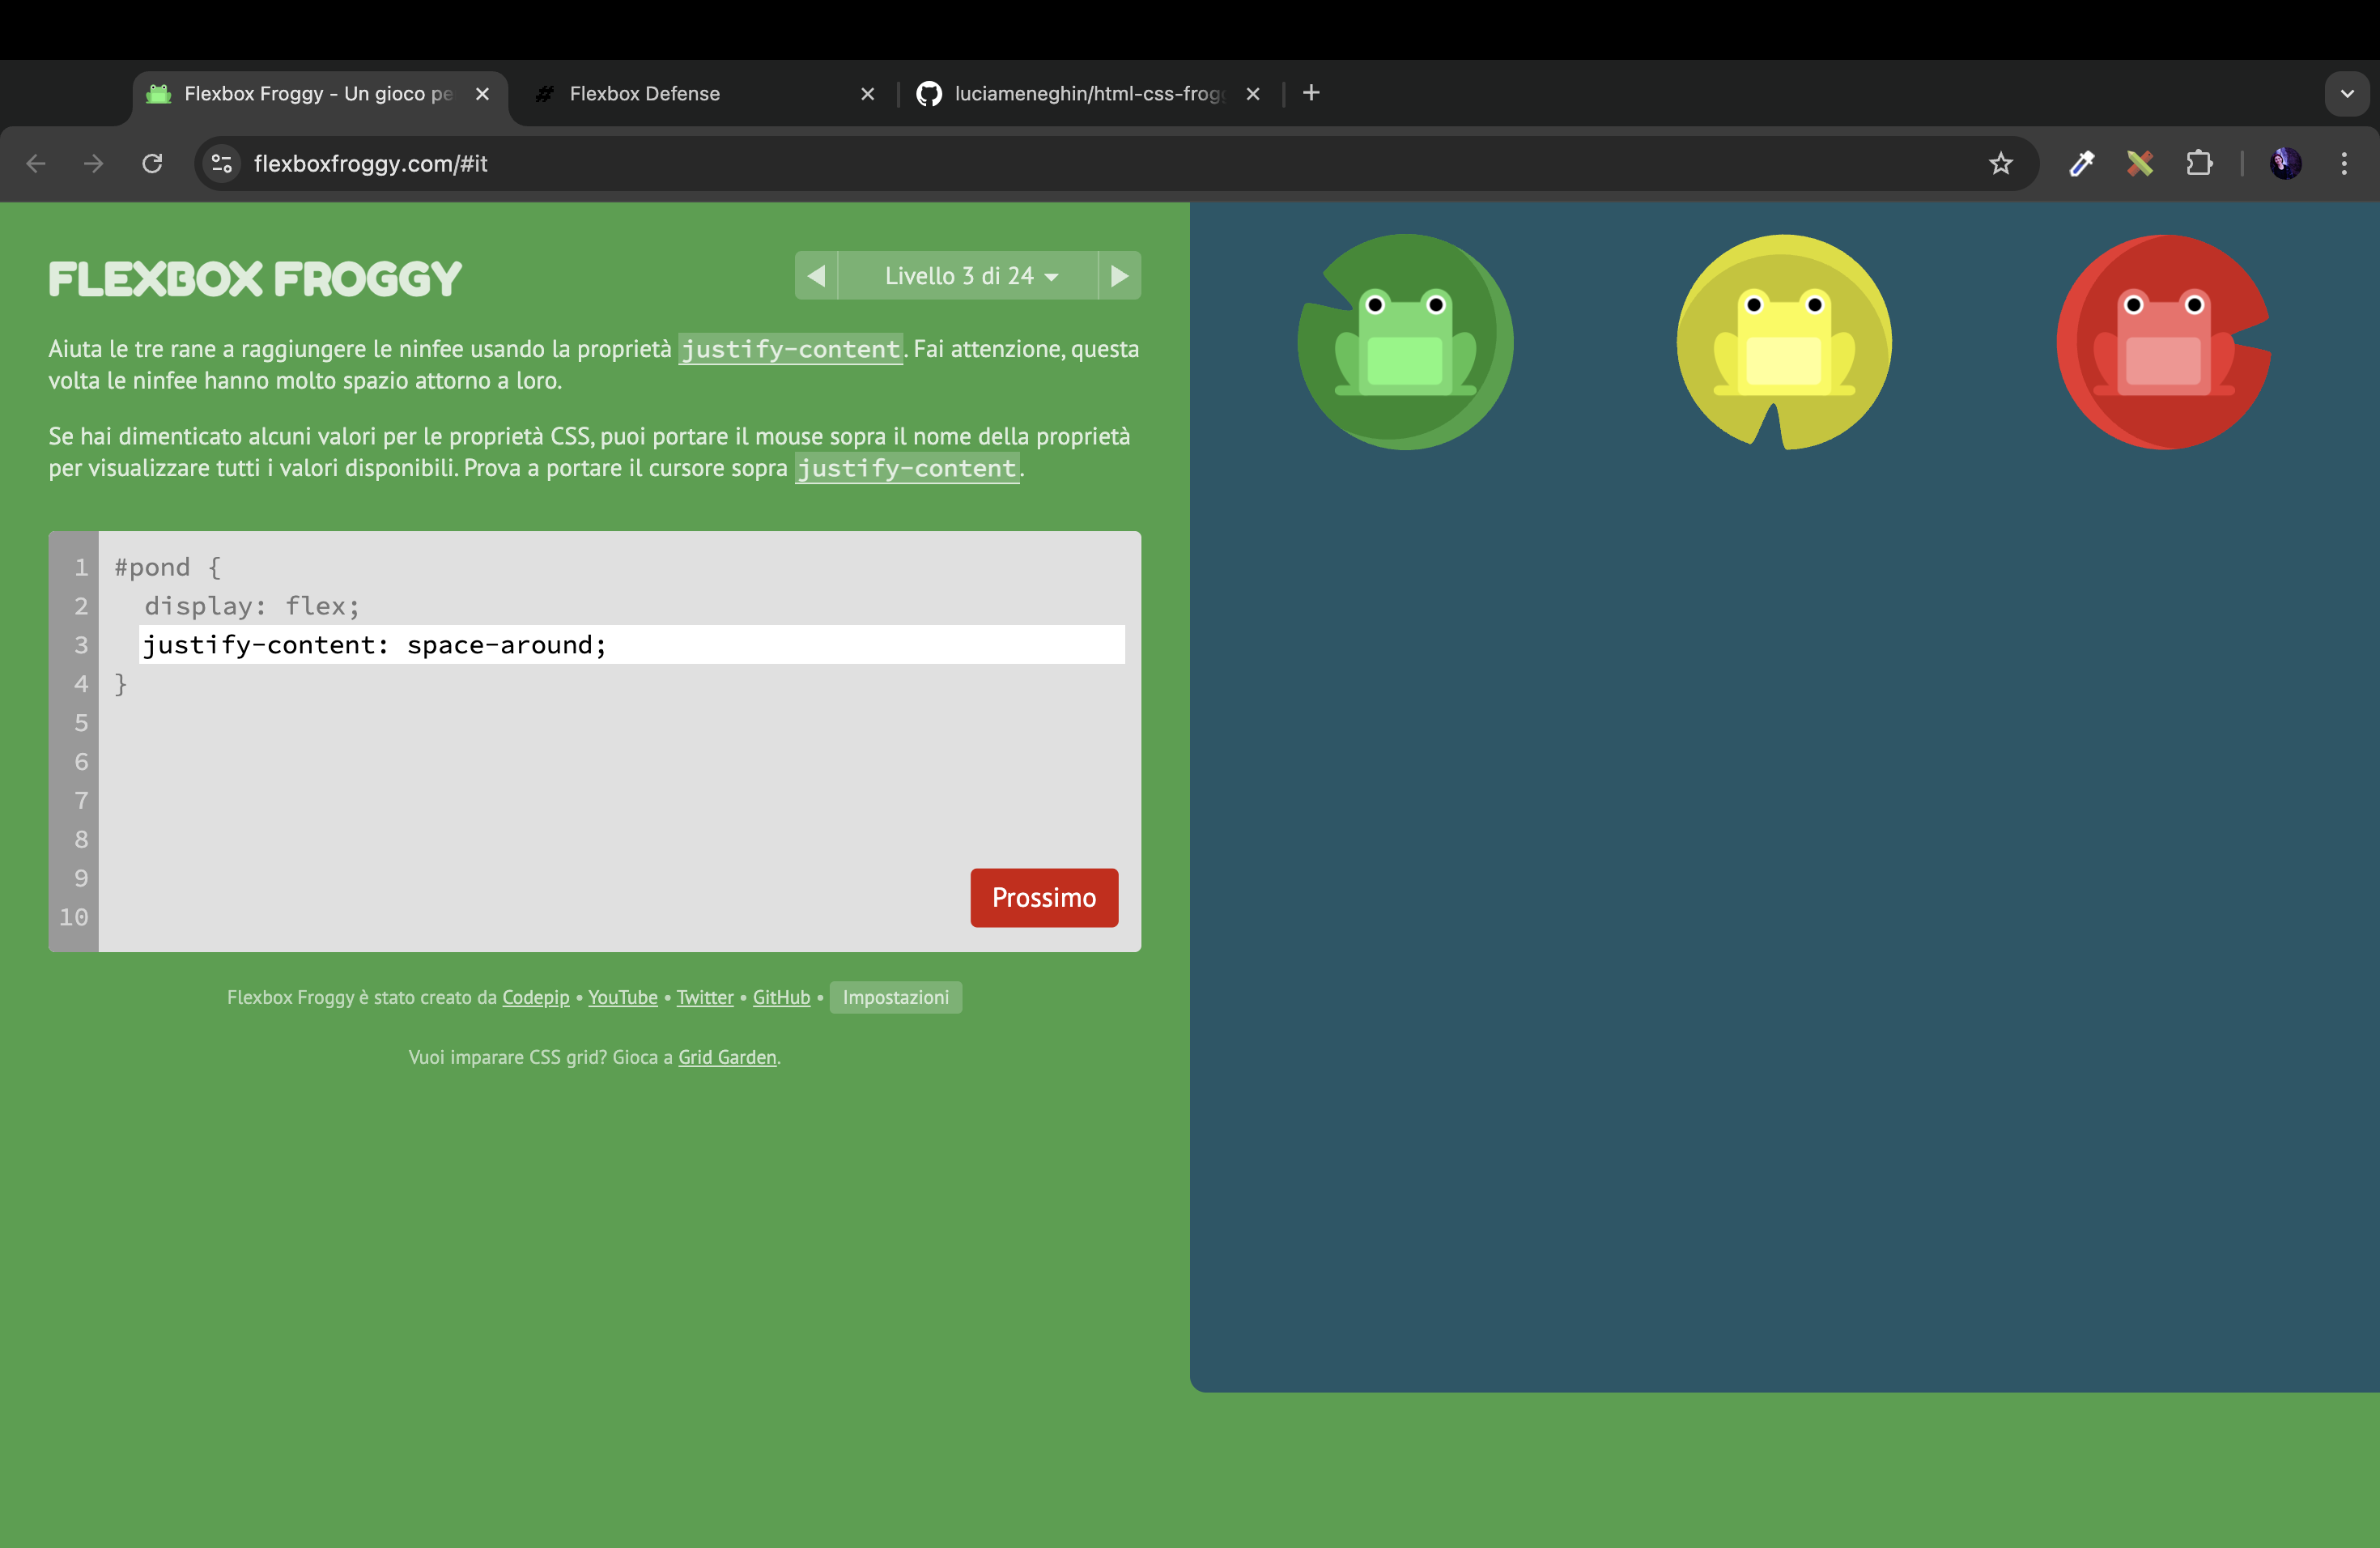 Flexbox Froggy - Un gioco pe
Flexbox Defense
luciameneghin/html-css-frogg
flexboxfroggy.com/#it
FLEXBOX FROGGY
Livello 3 di 24
Aiuta le tre rane a raggiungere le ninfee usando la proprietà justify-content. Fai attenzione, questa
volta le ninfee hanno molto spazio attorno a loro.
Se hai dimenticato alcuni valori per le proprietà CSS, puoi portare il mouse sopra il nome della proprietà
per visualizzare tutti i valori disponibili. Prova a portare il cursore sopra justify-content.
1 #pond {
2 display: flex;
3 justify-content: space-around;
4 }
5
6
7
8
9
10
Prossimo
Flexbox Froggy è stato creato da Codepip • YouTube • Twitter • GitHub • Impostazioni
Vuoi imparare CSS grid? Gioca a Grid Garden.